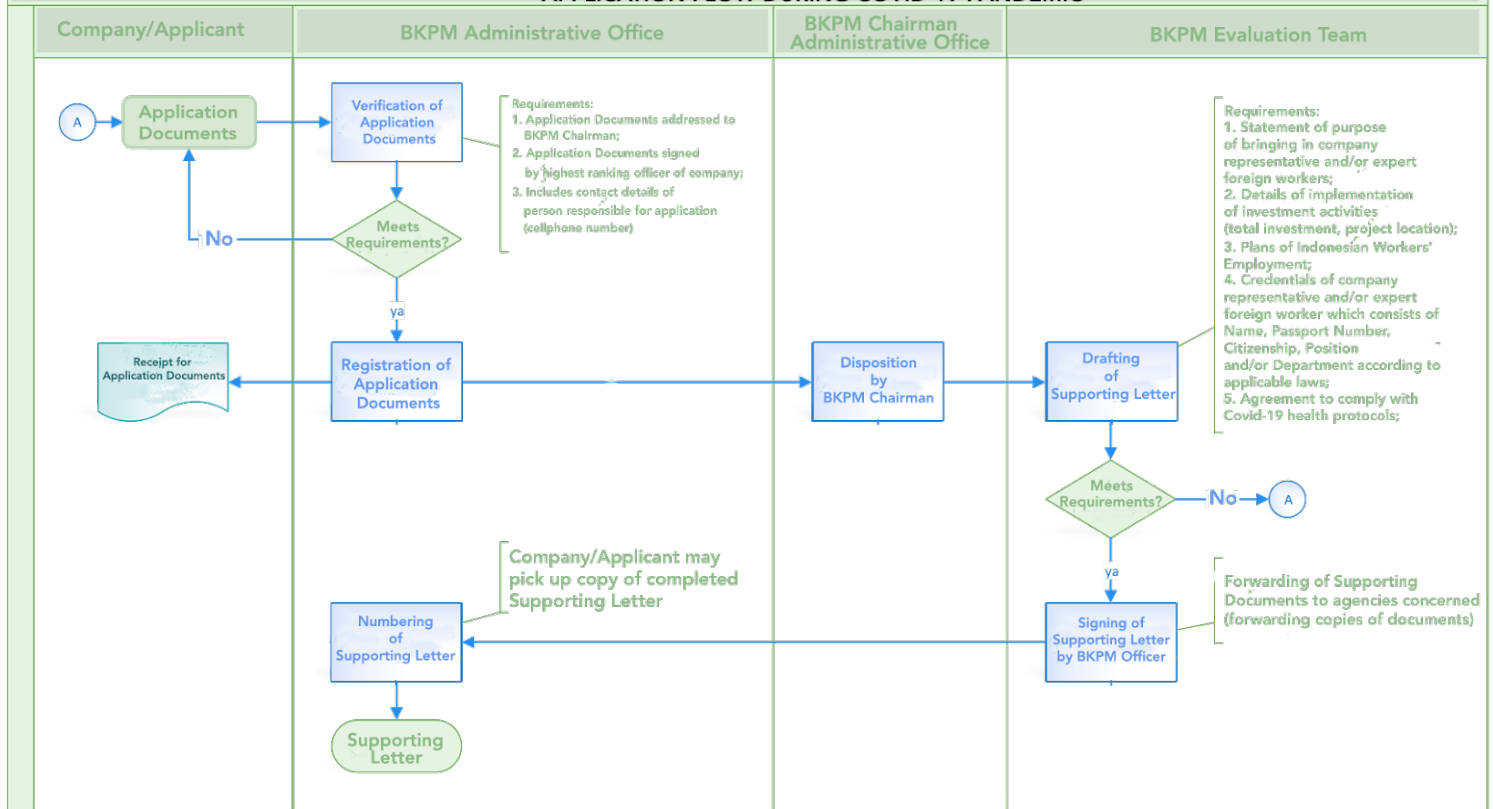 APPLICATION FLOW DURING COVID-19 PANDEMIC
Company/Applicant
BKPM Administrative Office
BKPM Chairman
Administrative Office
BKPM Evaluation Team
A
Application
Documents
Verification of
Application
Documents
Requirements:
1. Application Documents addressed to
BKPM Chairman;
2. Application Documents signed
by highest ranking officer of company;
3. Includes contact details of
person responsible for application
(cellphone number)
Meets
Requirements?
No
ya
Receipt for
Application Documents
Registration of
Application
Documents
Disposition
by
BKPM Chairman
Drafting
of
Supporting Letter
Requirements:
1. Statement of purpose
of bringing in company
representative and/or expert
foreign workers;
2. Details of implementation
of investment activities
(total investment, project location);
3. Plans of Indonesian Workers'
Employment;
4. Credentials of company
representative and/or expert
foreign worker which consists of
Name, Passport Number,
Citizenship, Position
and/or Department according to
applicable laws;
5. Agreement to comply with
Covid-19 health protocols;
Meets
Requirements?
No
A
ya
Signing of
Supporting Letter
by BKPM Officer
Forwarding of Supporting
Documents to agencies concerned
(forwarding copies of documents)
Company/Applicant may
pick up copy of completed
Supporting Letter
Numbering
of
Supporting Letter
Supporting
Letter